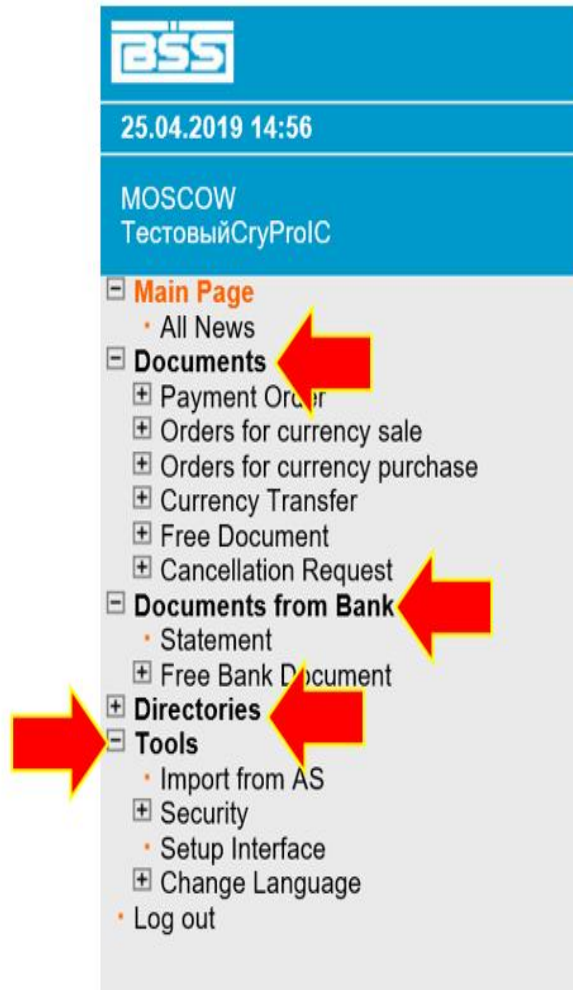 BSS
25.04.2019 14:56
MOSCOW
ТестовыйCryProIC
Main Page
All News
Documents
Payment Order
Orders for currency sale
Orders for currency purchase
Currency Transfer
Free Document
Cancellation Request
Documents from Bank
Statement
Free Bank Document
Directories
Tools
Import from AS
Security
Setup Interface
Change Language
Log out